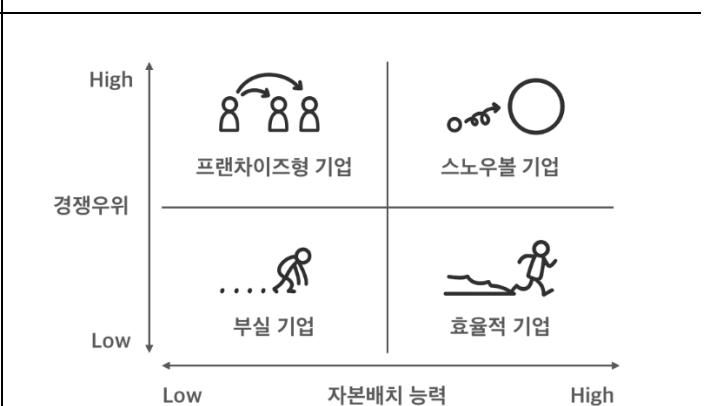 High
프랜차이즈형 기업
스노우볼 기업
경쟁우위
부실 기업
효율적 기업
Low
Low
자본배치 능력
High